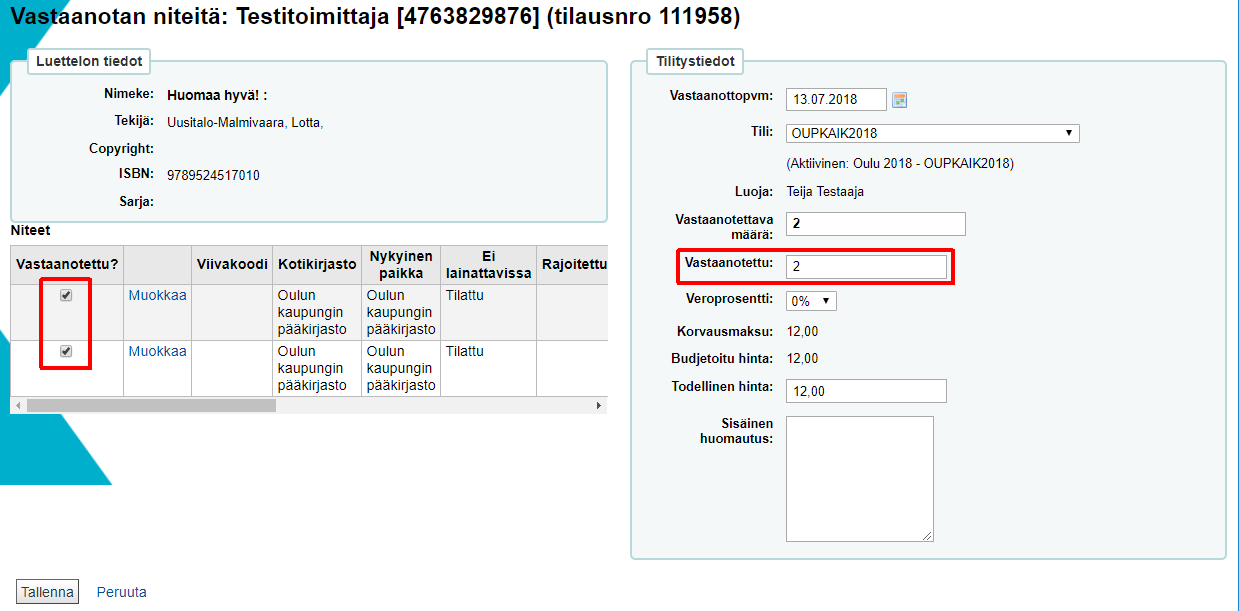 Vastaanotan niteitä: Testitoimittaja [4763829876] (tilausnro 111958)
Luettelon tiedot
Nimeke: Huomaa hyvä! :
Tekijä: Uusitalo-Malmivaara, Lotta,
Copyright:
ISBN: 9789524517010
Sarja:
Niteet
Vastaanotettu? Viivakoodi Kotikirjasto Nykyinen paikka Ei lainattavissa Rajoitettu
Muokkaa Oulun kaupungin pääkirjasto Oulun kaupungin pääkirjasto Tilattu
Muokkaa Oulun kaupungin pääkirjasto Oulun kaupungin pääkirjasto Tilattu
Tilitystiedot
Vastaanottopvm: 13.07.2018
Tili: OUPKAIK2018
(Aktiivinen: Oulu 2018 - OUPKAIK2018)
Luoja: Teija Testaaja
Vastaanotettava
määrä: 2
Vastaanotettu: 2
Veroprosentti: 0%
Korvausmaksu: 12,00
Budjetoitu hinta: 12,00
Todellinen hinta: 12,00
Sisäinen
huomautus:
Tallenna Peruuta